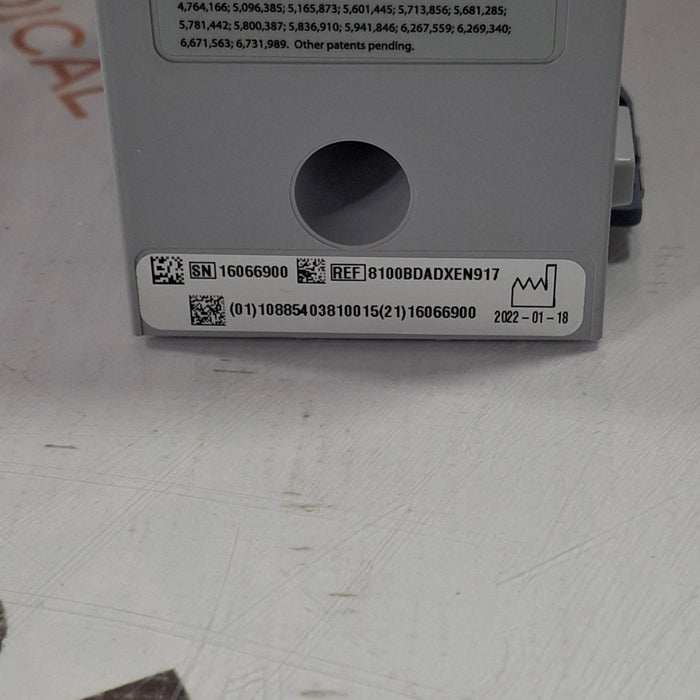 4,764,166; 5,096,385; 5,165,873; 5,601,445; 5,713,856; 5,681,285;
5,781,442; 5,800,387; 5,836,910; 5,941,846; 6,267,559; 6,269,340;
6,671,563; 6,731,989. Other patents pending.
SN 16066900 REF 8100BDADXEN917
(01)10885403810015(21)16066900 2022-01-18